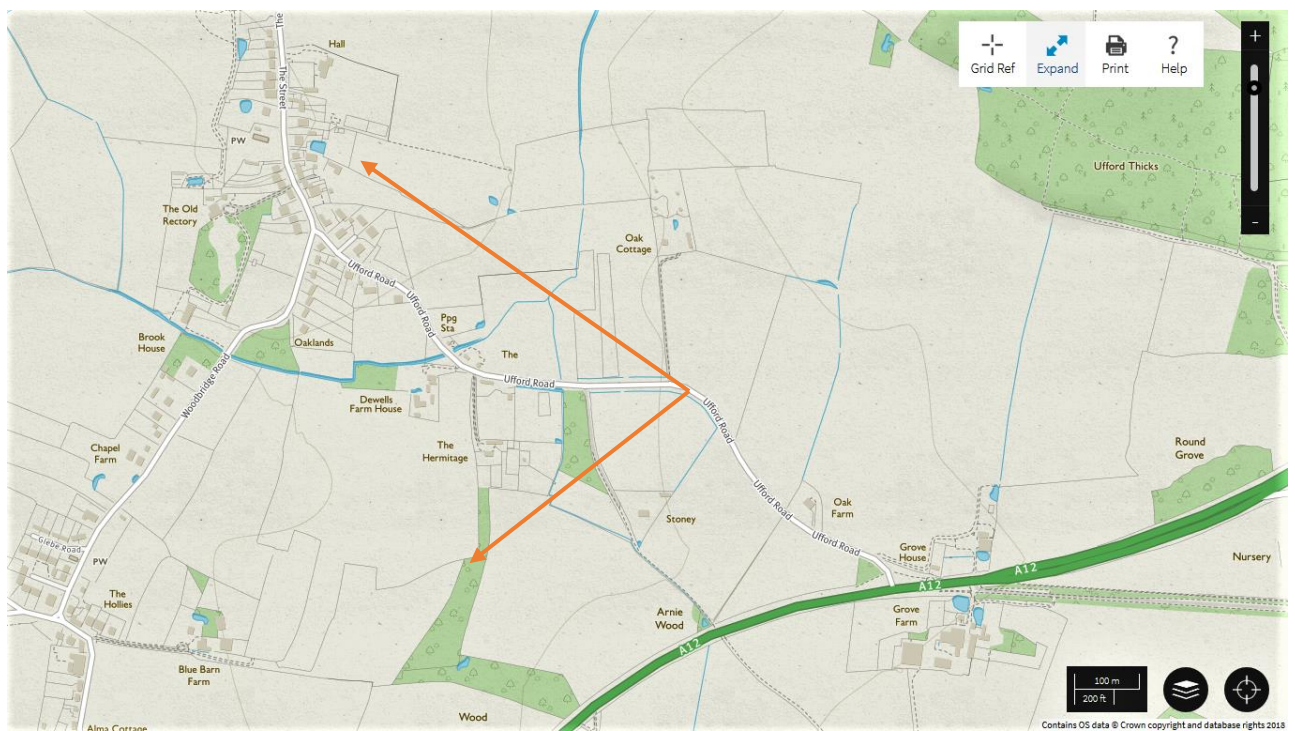 The
Hall
The Street
PW
The Old
Rectory
Ufford Road
Ufford Road
Ufford Road
Ppg
Sta
The
Oak
Cottage
Ufford Thicks
Grid Ref
Expand
Print
?
Help
+
-
Brook
House
Oaklands
Woodbridge Road
Dewells
Farm House
Ufford Road
Ufford Road
The
Hermitage
Chapel
Farm
Glebe Road
PW
The
Hollies
Blue Barn
Farm
Alma Cottage
Wood
Stoney
Arnie
Wood
Ufford Road
Oak
Farm
Ufford Road
Grove
House
Round
Grove
Nursery
A12
A12
A12
Grove
Farm
100 m
200 ft
Contains OS data © Crown copyright and database rights 2018